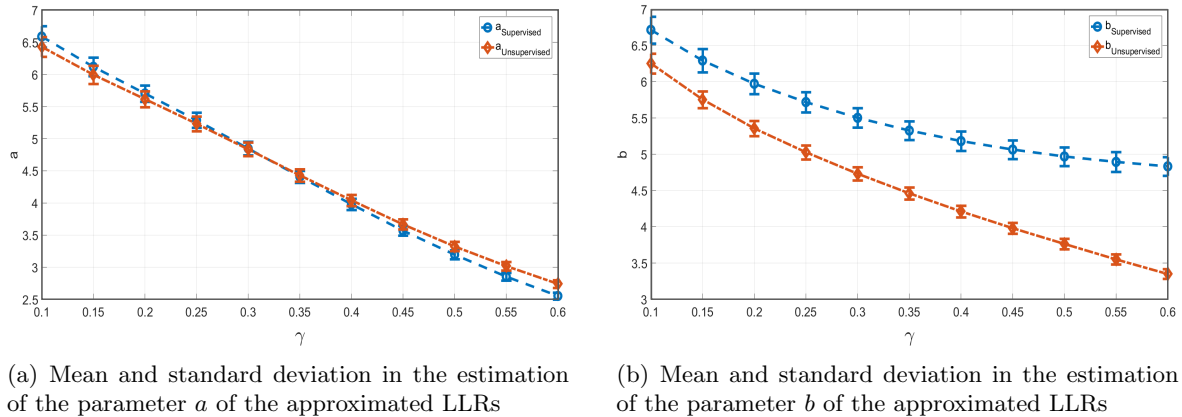 7
6.5
6
5.5
5
4.5
4
3.5
3
2.5
a
0.1 0.15 0.2 0.25 0.3 0.35 0.4 0.45 0.5 0.55 0.6
γ
a Supervised
a Unsupervised
7
6.5
6
5.5
5
4.5
4
3.5
3
b
0.1 0.15 0.2 0.25 0.3 0.35 0.4 0.45 0.5 0.55 0.6
γ
b Supervised
b Unsupervised
(a) Mean and standard deviation in the estimation
of the parameter a of the approximated LLRs
(b) Mean and standard deviation in the estimation
of the parameter b of the approximated LLRs